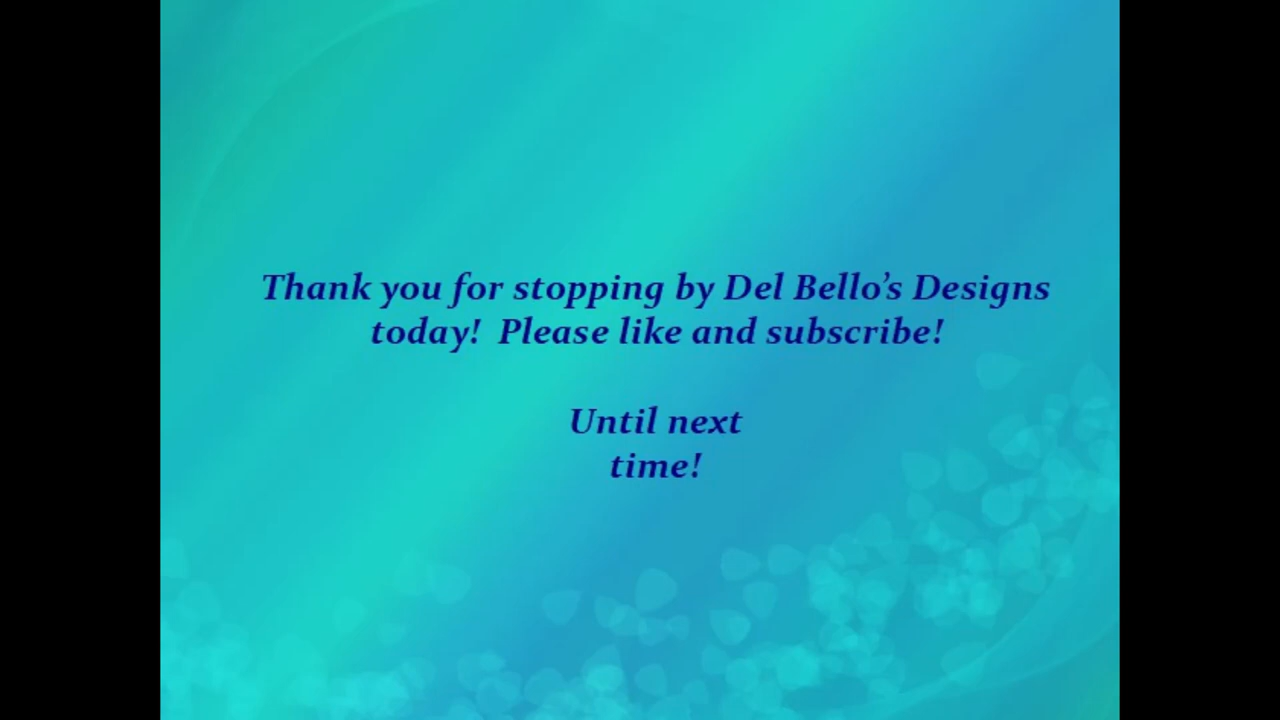 Thank you for stopping by Del Bello’s Designs
today!  Please like and subscribe!
Until next
time!